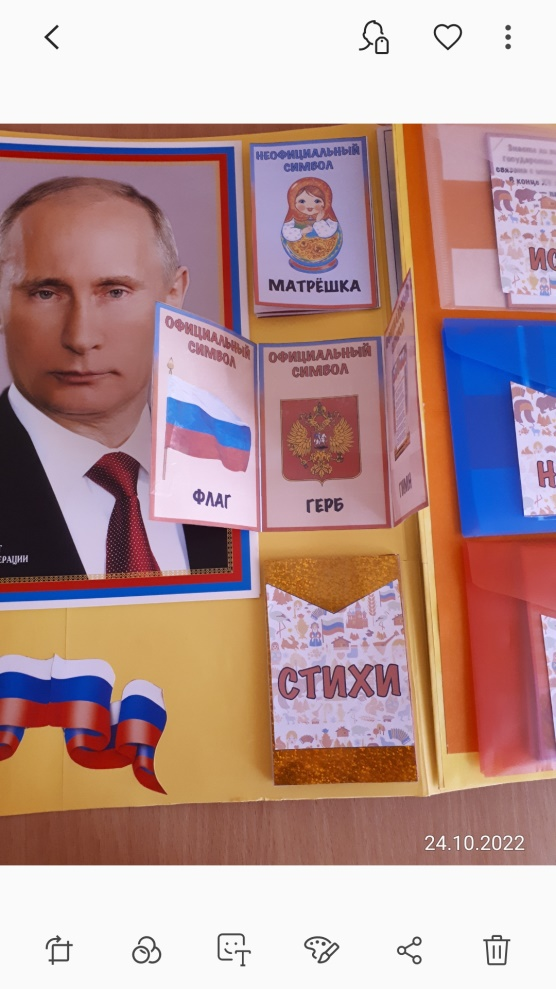 НЕОФИЦИАЛЬНЫЙ
СИМВОЛ
МАТРЁШКА
ОФИЦИАЛЬНЫЙ
СИМВОЛ
ФЛАГ
ОФИЦИАЛЬНЫЙ
СИМВОЛ
ГЕРБ
ГИМН
СТИХИ
24.10.2022